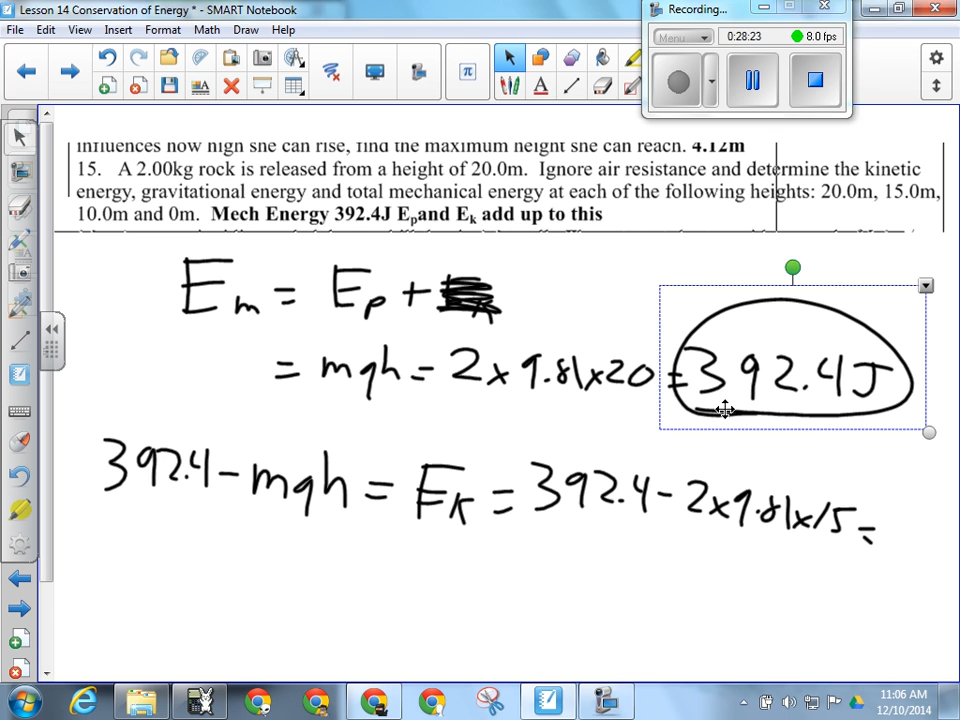 Lesson 14 Conservation of Energy * - SMART Notebook
Recording...
File Edit View Insert Format Math Draw Help
Menu
0:28:23
8.0 fps
influences how high she can rise, find the maximum height she can reach. 4.12m
15. A 2.00kg rock is released from a height of 20.0m. Ignore air resistance and determine the kinetic
energy, gravitational energy and total mechanical energy at each of the following heights: 20.0m, 15.0m,
10.0m and 0m. Mech Energy 392.4J Epand Ek add up to this
Em = Ep +
= mgh = 2 x 9.81 x 20 = 392.4 J
392.4 - mgh = Ek = 392.4 - 2 x 9.81 x 15 =
11:06 AM
12/10/2014